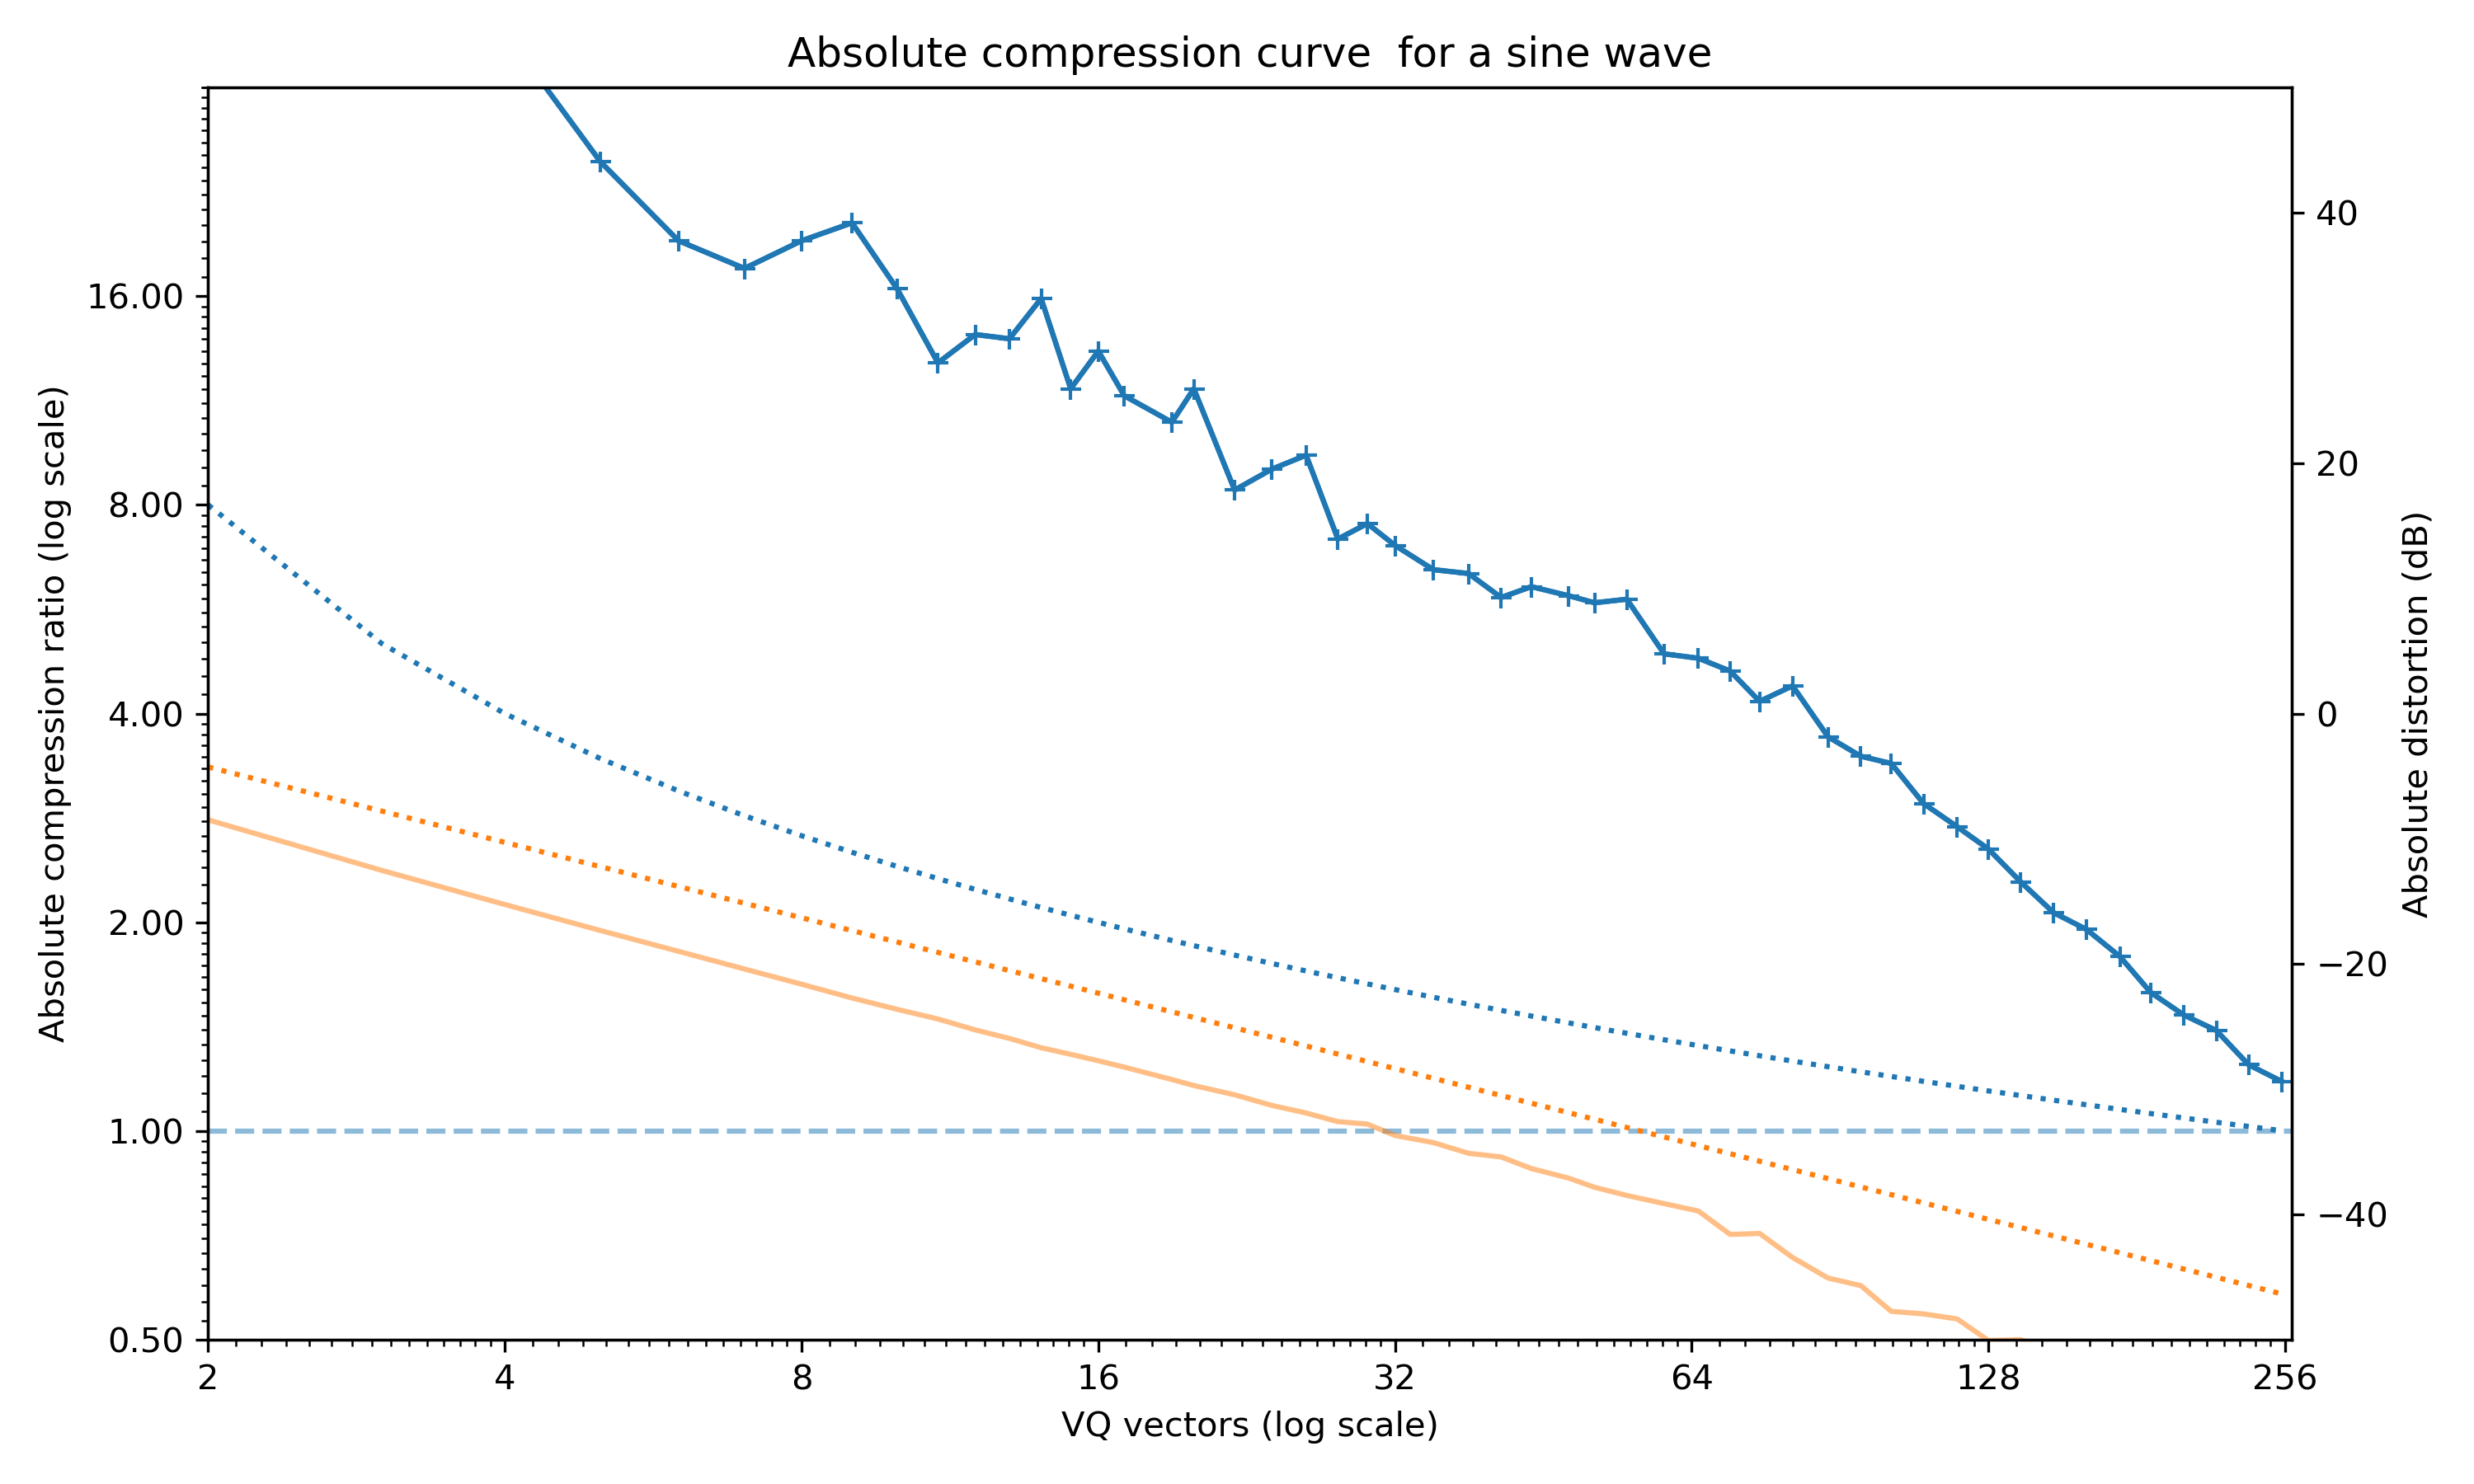 Absolute compression curve  for a sine wave
Absolute compression ratio (log scale)
16.00
8.00
4.00
2.00
1.00
0.50
2 4 8 16 32 64 128 256
VQ vectors (log scale)
40
20
0
−20
−40
Absolute distortion (dB)